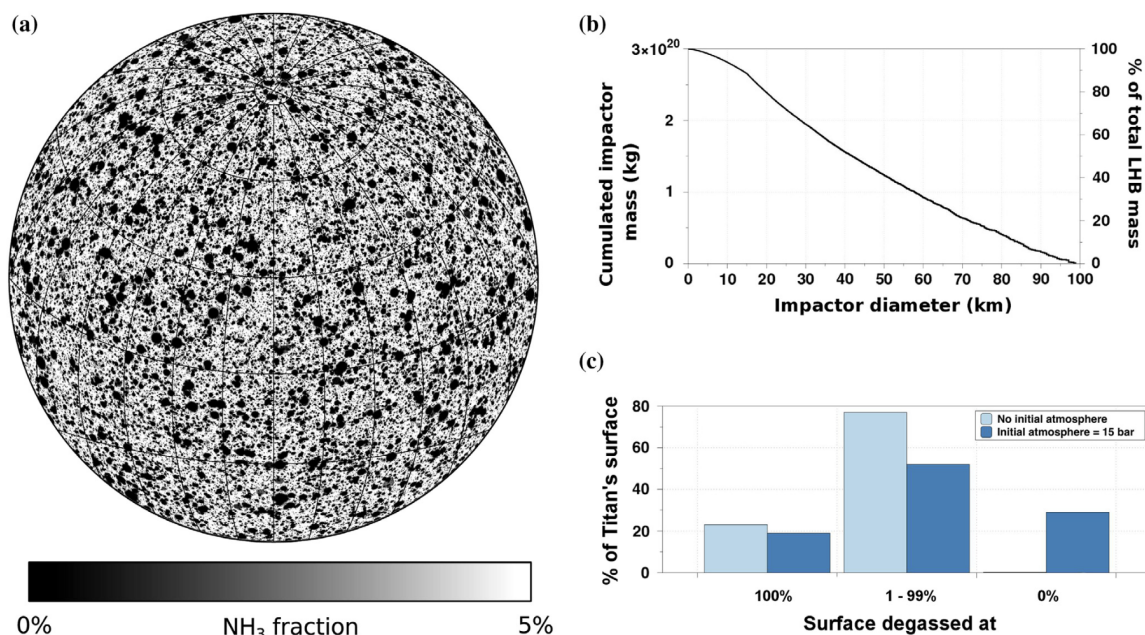 (a)
0%
NH₃ fraction
5%
(b)
Cumulated impactor
mass (kg)
3×10²⁰
2
1
0
100
80
60
40
20
0
% of total LHB
mass
0 10 20 30 40 50 60 70 80 90 100
Impactor diameter (km)
(c)
% of Titan's surface
80
60
40
20
0
No initial atmosphere
Initial atmosphere = 15 bar
100% 1 - 99% 0%
Surface degassed at